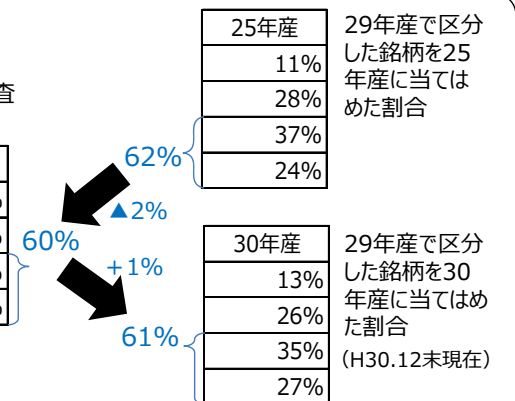 査
25年産
11%
28%
37%
24%
29年産で区分
した銘柄を25
年産に当ては
めた割合
62%
▲2%
60%
+1%
61%
30年産
13%
26%
35%
27%
29年産で区分
した銘柄を30
年産に当てはめ
た割合
（H30.12末現在）